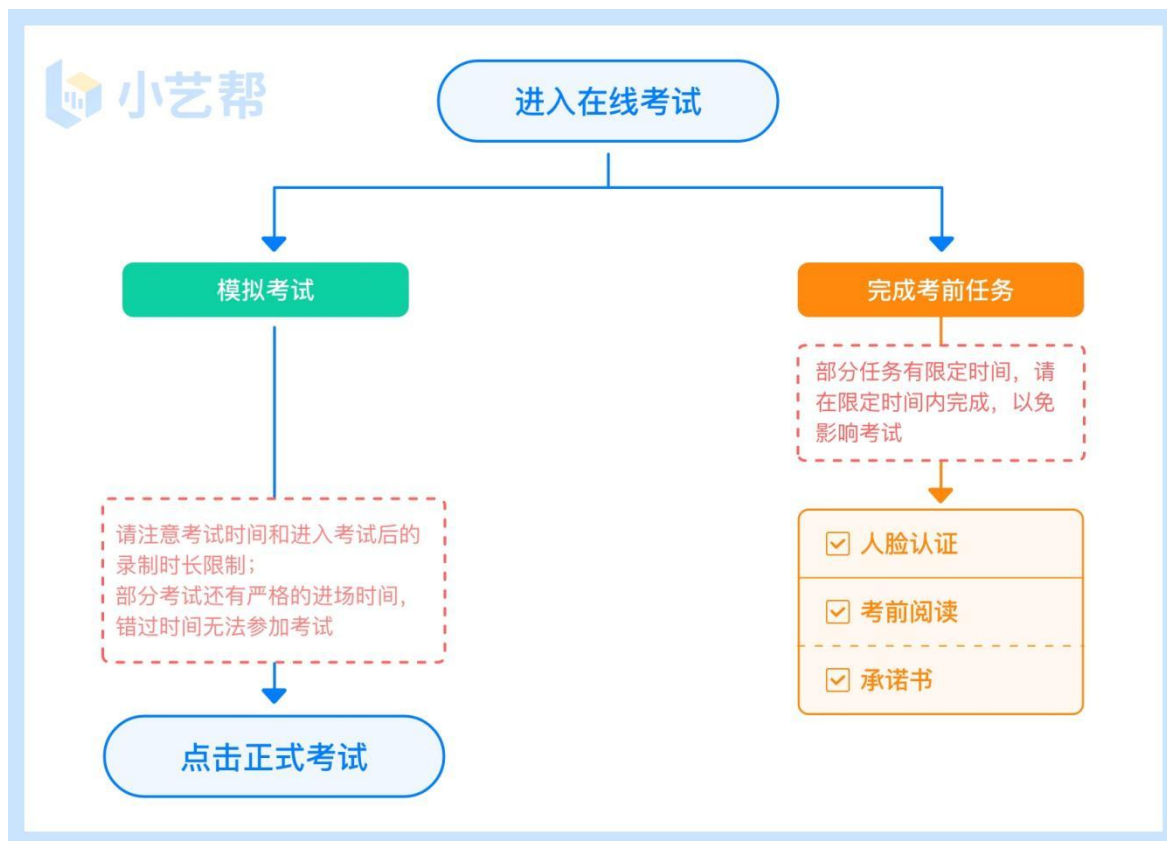 小艺帮
进入在线考试
模拟考试
完成考前任务
部分任务有限定时间，请
在限定时间内完成，以免
影响考试
请注意考试时间和进入考试后的
录制时长限制；
部分考试还有严格的进场时间，
错过时间无法参加考试
人脸认证
考前阅读
承诺书
点击正式考试